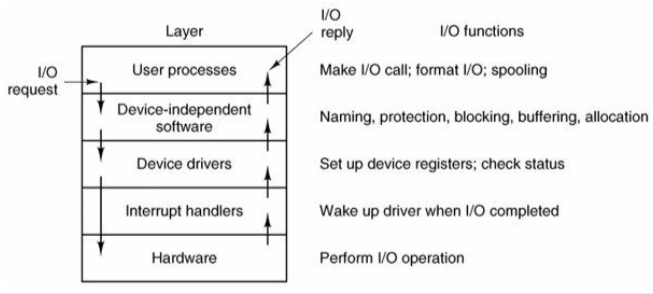 Layer
I/O
reply
I/O functions
I/O
request
User processes
Make I/O call; format I/O; spooling
Device-independent
software
Naming, protection, blocking, buffering, allocation
Device drivers
Set up device registers; check status
Interrupt handlers
Wake up driver when I/O completed
Hardware
Perform I/O operation